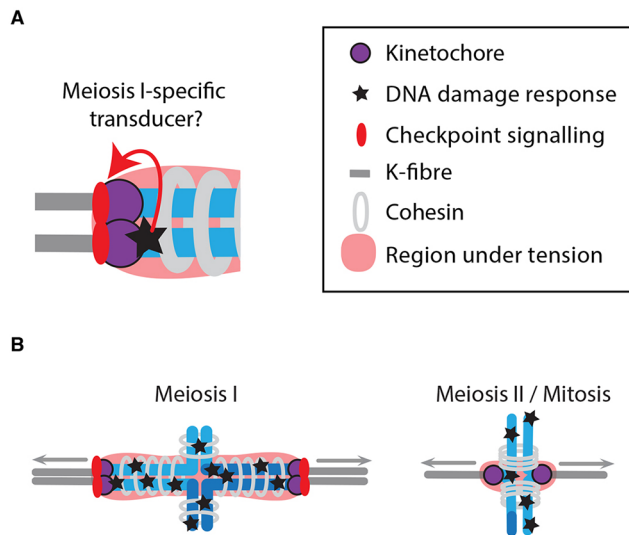 A
Meiosis I-specific
transducer?
Kinetochore
DNA damage response
Checkpoint signalling
K-fibre
Cohesin
Region under tension
B
Meiosis I
Meiosis II / Mitosis